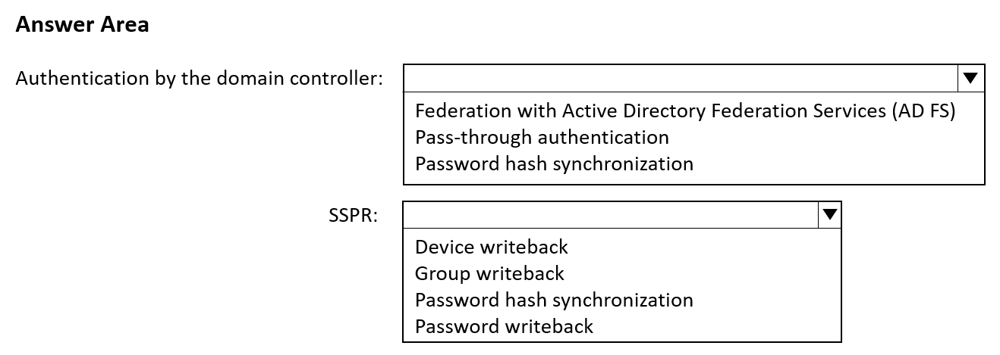 Answer Area
Authentication by the domain controller:
Federation with Active Directory Federation Services (AD FS)
Pass-through authentication
Password hash synchronization
SSPR:
Device writeback
Group writeback
Password hash synchronization
Password writeback